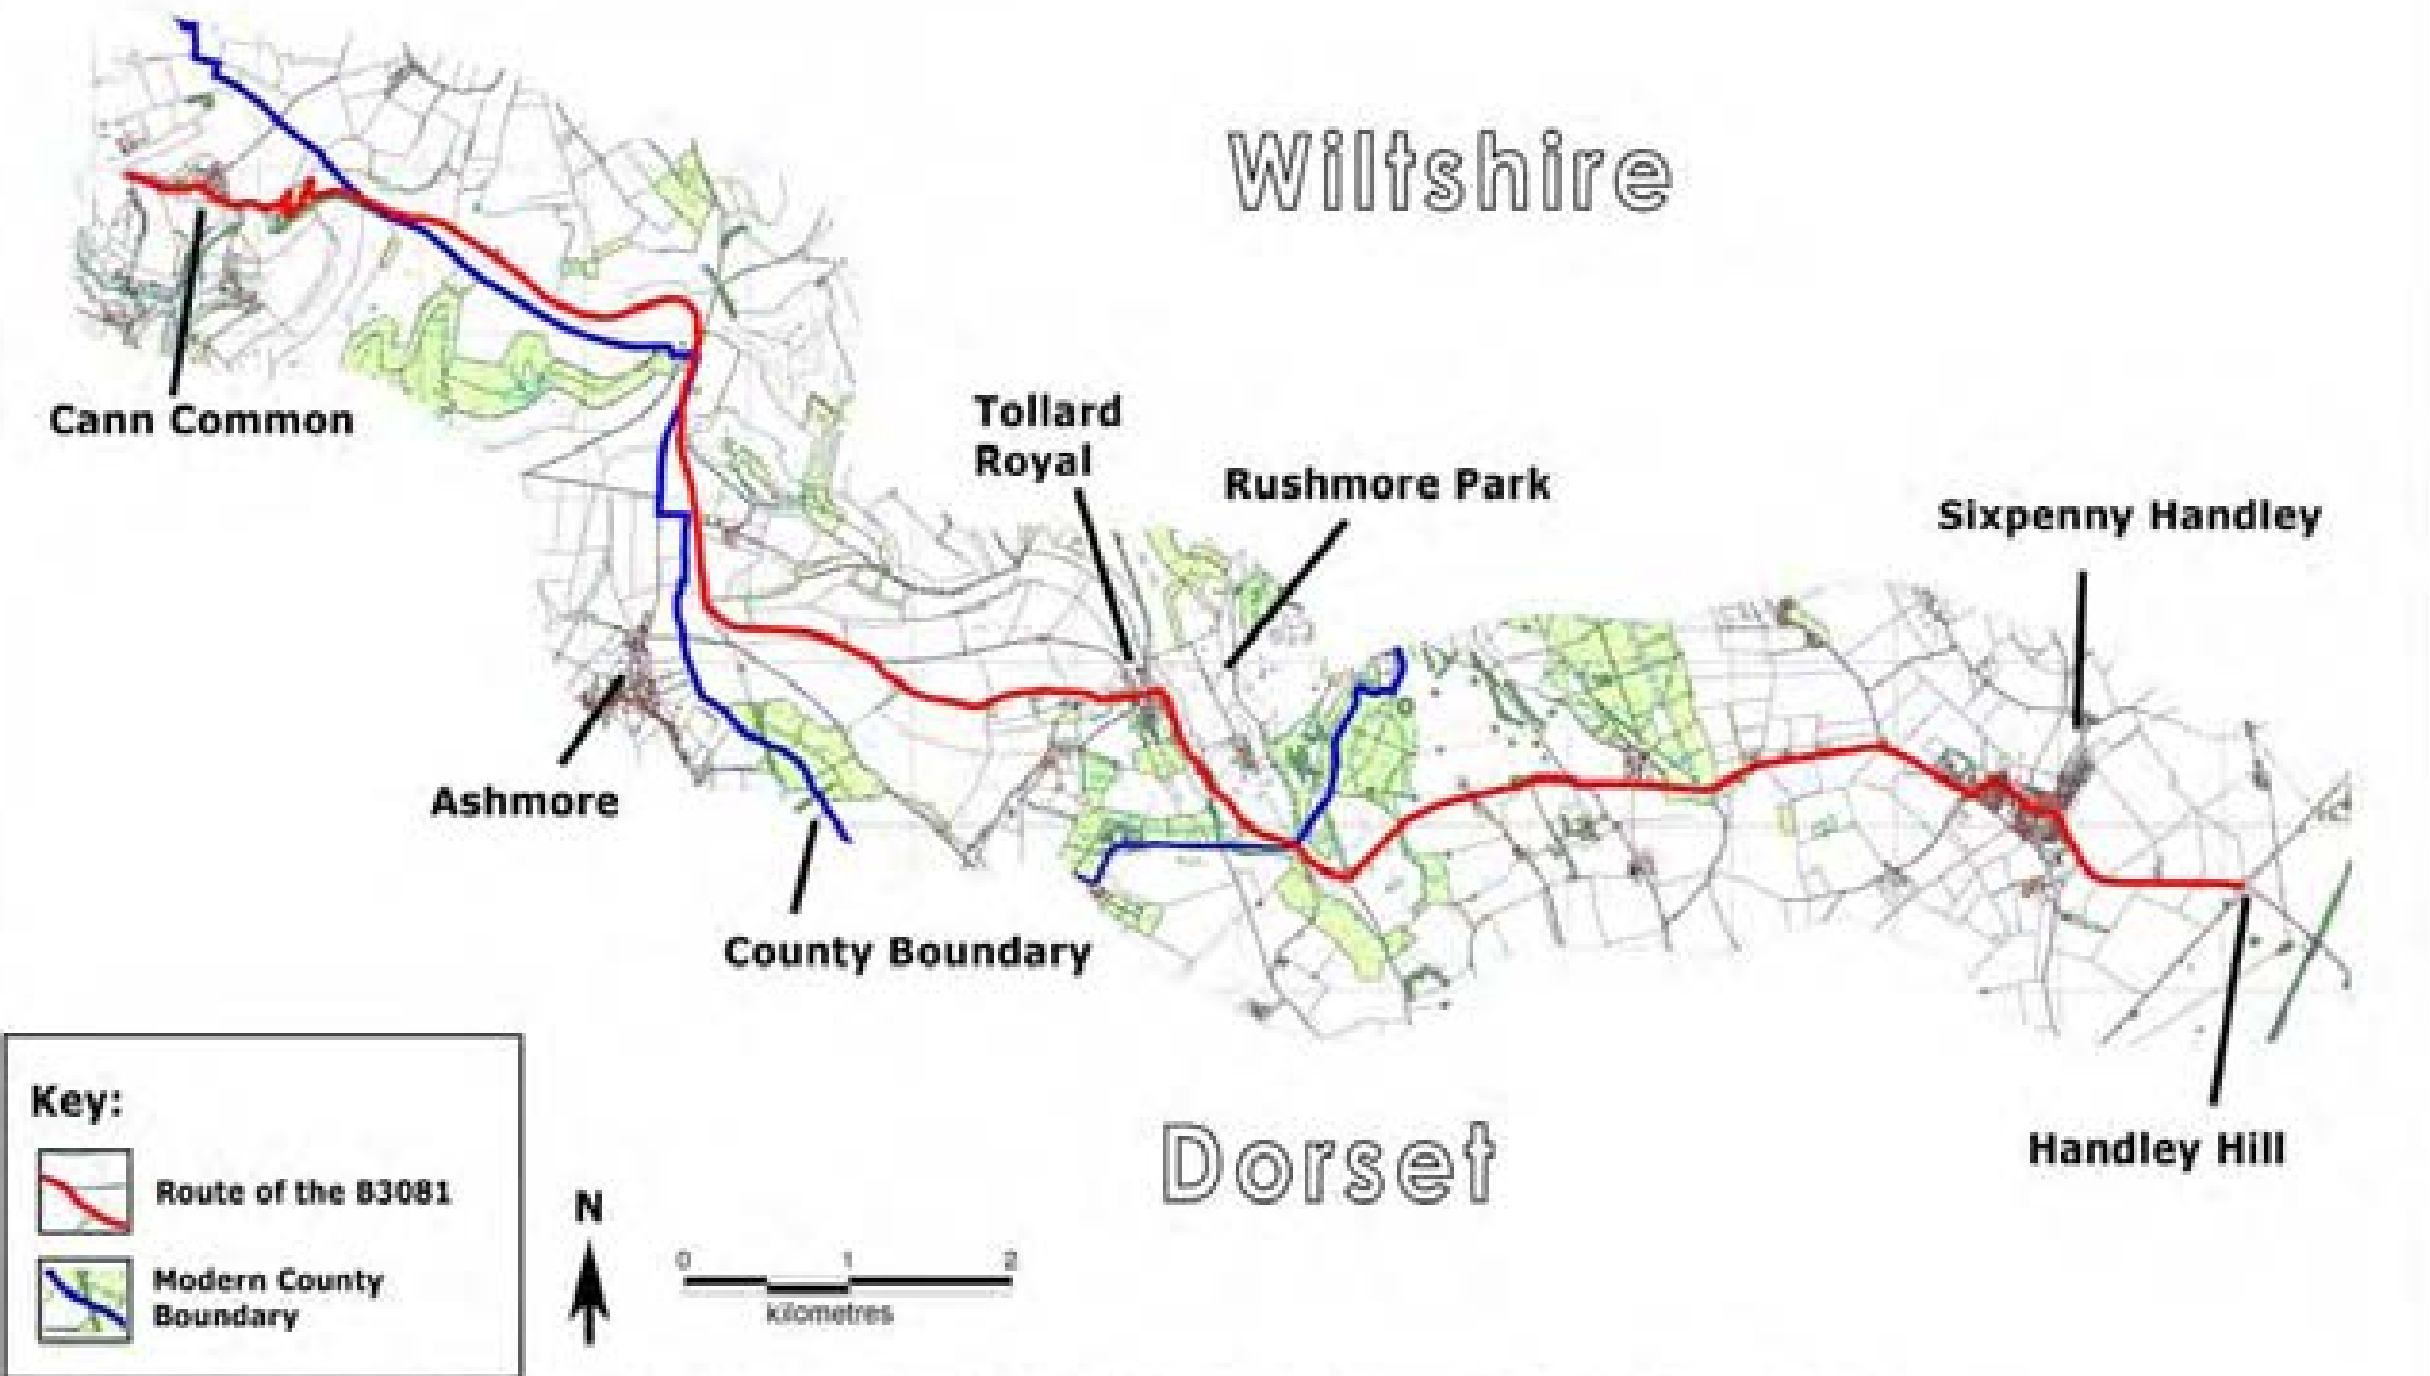 Wiltshire
Cann Common
Tollard
Royal
Rushmore Park
Sixpenny Handley
Ashmore
County Boundary
Dorset
Handley Hill
Key:
Route of the B3081
Modern County
Boundary
N
0 1 2
kilometres